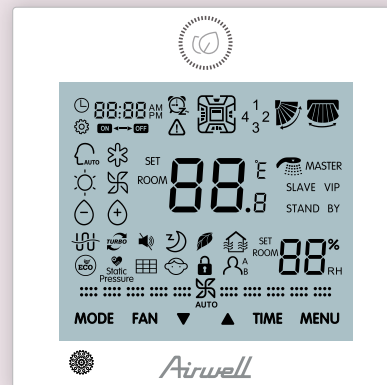 88:88 AM PM
ON OFF
Z Z
4 1 2 3
AUTO
SET
ROOM
88.8
°C °F
MASTER
SLAVE VIP
STAND BY
TURBO
Z Z
SET
ROOM
88%
RH
ECO
Static
Pressure
A
B
AUTO
MODE FAN ▼ ▲ TIME MENU
Airwell